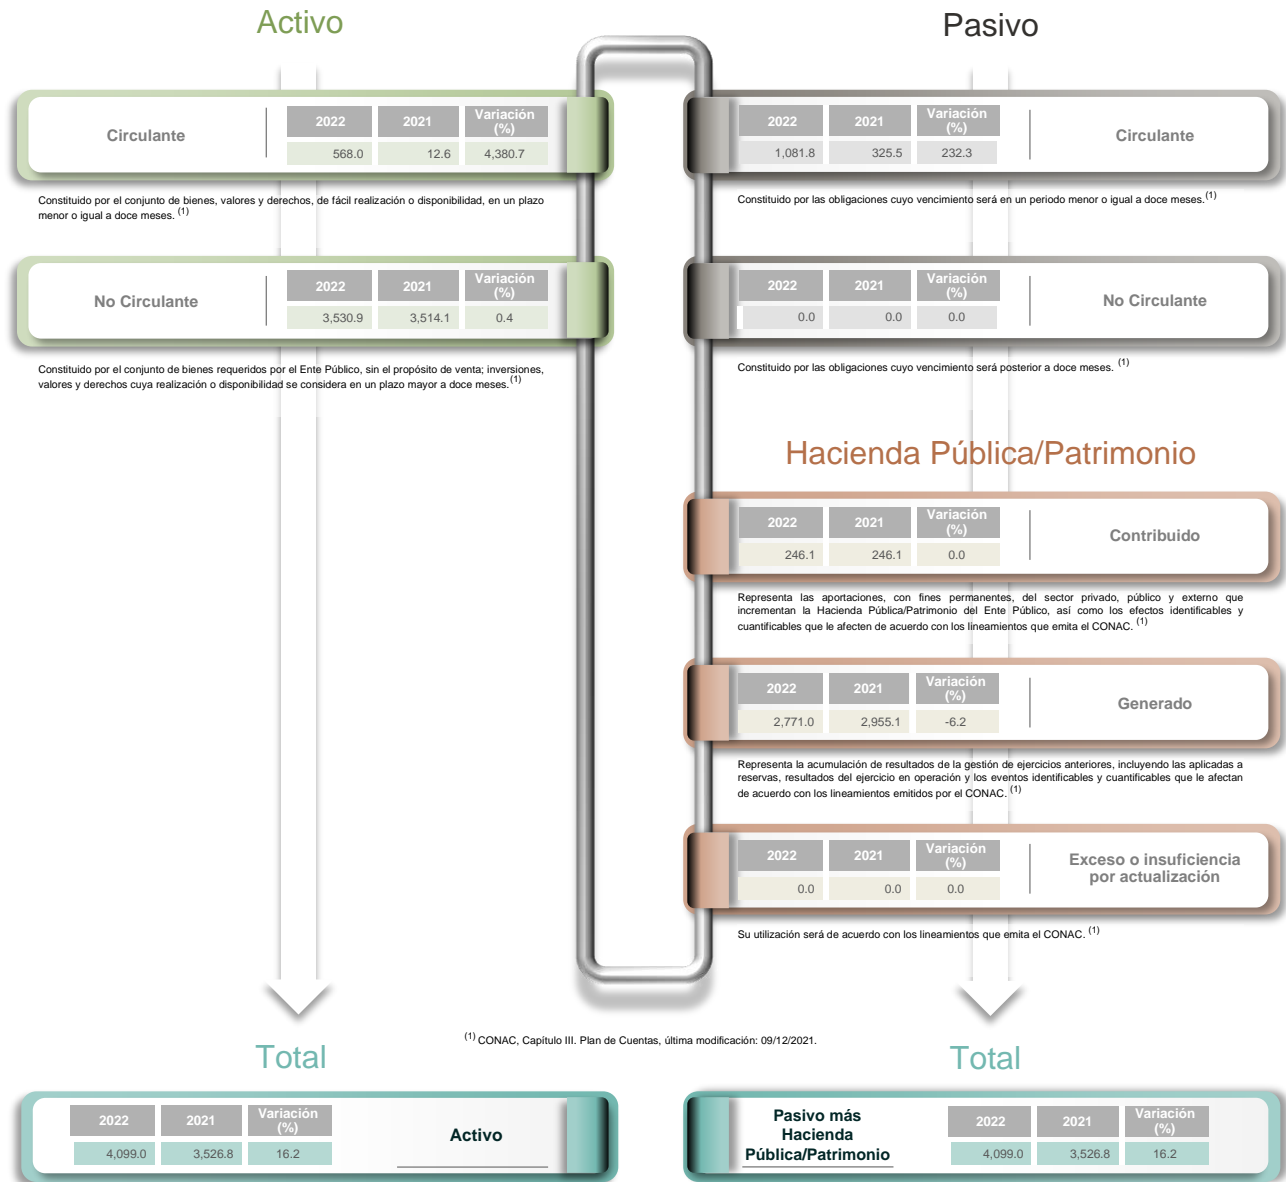 Activo
Circulante
2022 2021 Variación (%)
568.0 12.6 4,380.7
Constituido por el conjunto de bienes, valores y derechos, de fácil realización o disponibilidad, en un plazo
menor o igual a doce meses. (1)
No Circulante
2022 2021 Variación (%)
3,530.9 3,514.1 0.4
Constituido por el conjunto de bienes requeridos por el Ente Público, sin el propósito de venta; inversiones,
valores y derechos cuya realización o disponibilidad se considera en un plazo mayor a doce meses. (1)
Pasivo
2022 2021 Variación (%)
1,081.8 325.5 232.3
Circulante
Constituido por las obligaciones cuyo vencimiento será en un periodo menor o igual a doce meses. (1)
2022 2021 Variación (%)
0.0 0.0 0.0
No Circulante
Constituido por las obligaciones cuyo vencimiento será posterior a doce meses. (1)
Hacienda Pública/Patrimonio
2022 2021 Variación (%)
246.1 246.1 0.0
Contribuido
Representa las aportaciones, con fines permanentes, del sector privado, público y externo que
incrementan la Hacienda Pública/Patrimonio del Ente Público, así como los efectos identificables y
cuantificables que le afecten de acuerdo con los lineamientos que emita el CONAC. (1)
2022 2021 Variación (%)
2,771.0 2,955.1 -6.2
Generado
Representa la acumulación de resultados de la gestión de ejercicios anteriores, incluyendo las aplicadas a
reservas, resultados del ejercicio en operación y los eventos identificables y cuantificables que le afectan
de acuerdo con los lineamientos emitidos por el CONAC. (1)
2022 2021 Variación (%)
0.0 0.0 0.0
Exceso o insuficiencia
por actualización
Su utilización será de acuerdo con los lineamientos que emita el CONAC. (1)
(1) CONAC, Capítulo III. Plan de Cuentas, última modificación: 09/12/2021.
Total
2022 2021 Variación (%)
4,099.0 3,526.8 16.2
Activo
Total
Pasivo más
Hacienda
Pública/Patrimonio
2022 2021 Variación (%)
4,099.0 3,526.8 16.2